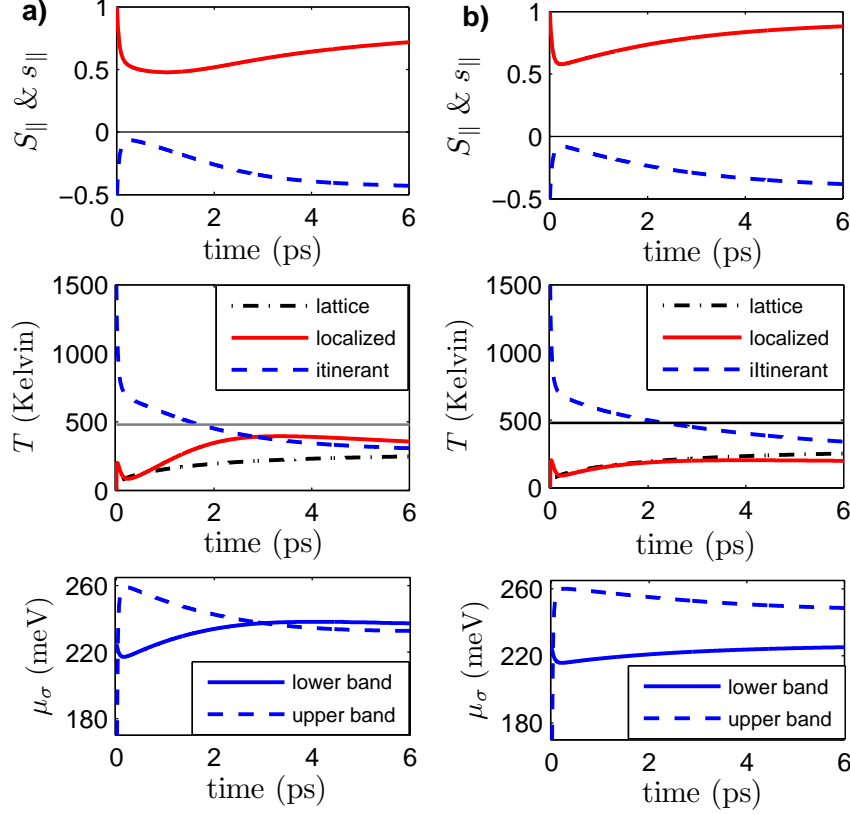 a)
1
0.5
0
−0.5
S∥ & s∥
0 2 4 6
time (ps)
b)
1
0.5
0
−0.5
S∥ & s∥
0 2 4 6
time (ps)
1500
1000
500
0
T (Kelvin)
lattice
localized
itinerant
0 2 4 6
time (ps)
1500
1000
500
0
T (Kelvin)
lattice
localized
iItinerant
0 2 4 6
time (ps)
260
220
180
μσ (meV)
lower band
upper band
0 2 4 6
time (ps)
260
220
180
μσ (meV)
lower band
upper band
0 2 4 6
time (ps)